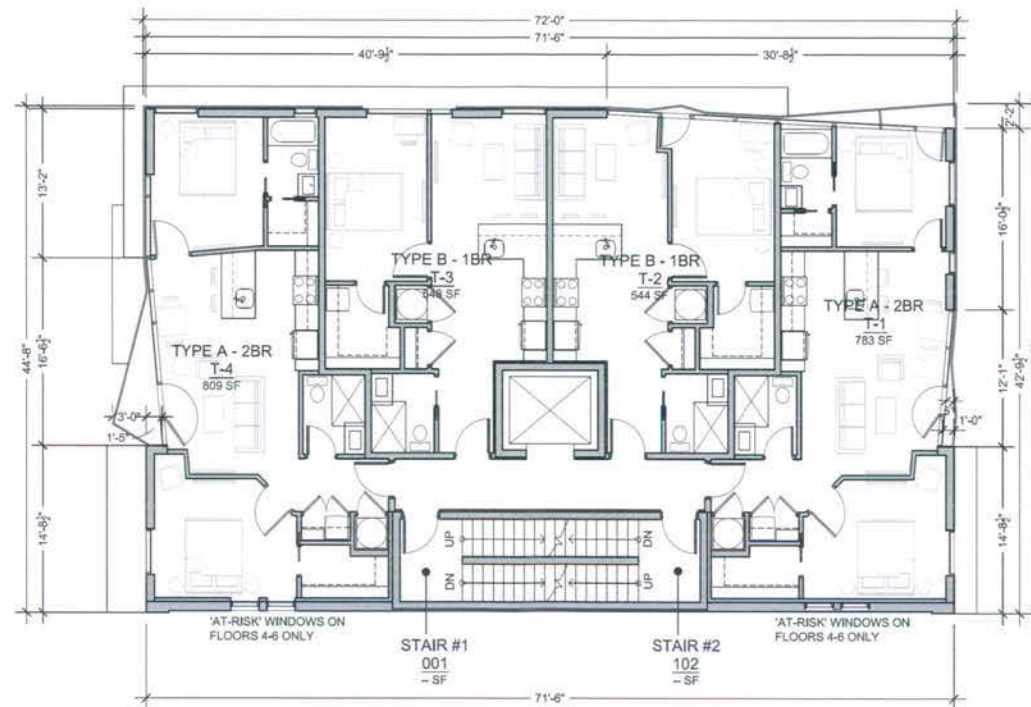 72'-0"
71'-6"
40'-9½"
30'-8½"
2'-2"
13'-2"
16'-0½"
TYPE B - 1BR
T-3
548 SF
TYPE B - 1BR
T-2
544 SF
TYPE A - 2BR
T-1
783 SF
TYPE A - 2BR
T-4
809 SF
44'-8"
16'-6½"
12'-1"
42'-9½"
3'-0"
1'-5"
5"
1'-0"
14'-8½"
14'-8½"
UP
DN
DN
UP
'AT-RISK' WINDOWS ON
FLOORS 4-6 ONLY
'AT-RISK' WINDOWS ON
FLOORS 4-6 ONLY
STAIR #1
001
-- SF
STAIR #2
102
-- SF
71'-6"